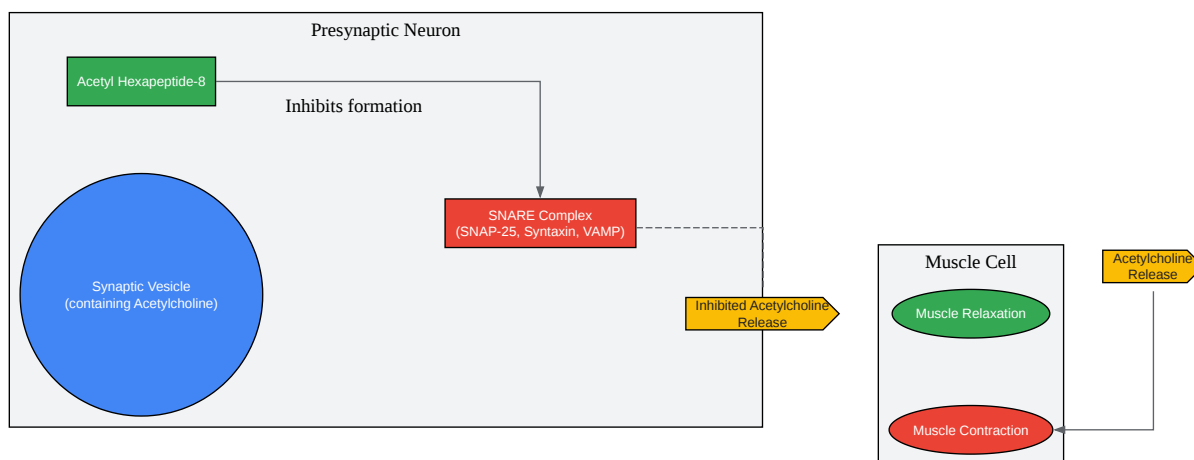 Presynaptic Neuron
Acetyl Hexapeptide-8
Inhibits formation
SNARE Complex
(SNAP-25, Syntaxin, VAMP)
Synaptic Vesicle
(containing Acetylcholine)
Inhibited Acetylcholine
Release
Muscle Cell
Muscle Relaxation
Muscle Contraction
Acetylcholine
Release